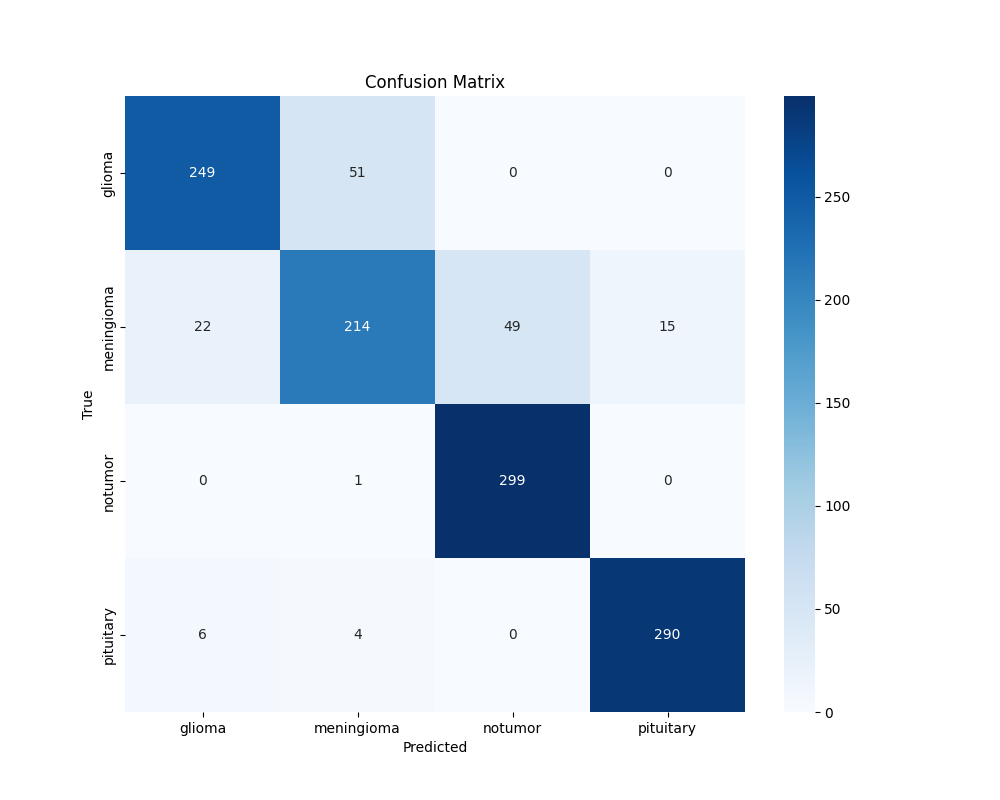 Confusion Matrix
glioma 249 51 0 0
meningioma 22 214 49 15
notumor 0 1 299 0
pituitary 6 4 0 290
glioma meningioma notumor pituitary
Predicted
True
250
200
150
100
50
0